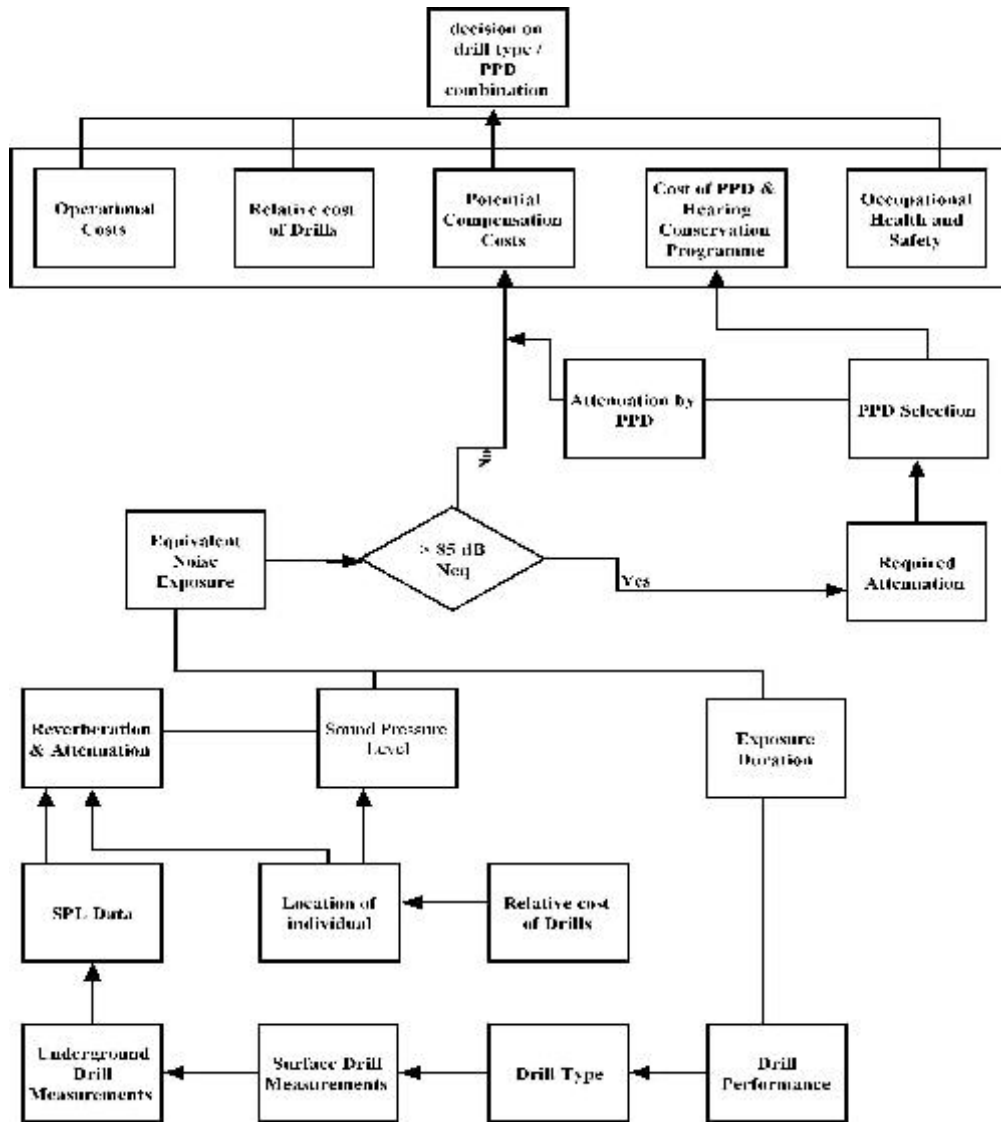 decision on
drill type /
PPD
combination
Operational
Costs
Relative cost
of Drills
Potential
Compensation
Costs
Cost of PPD &
Hearing
Conservation
Programme
Occupational
Health and
Safety
Attenuation by
PPD
PPD Selection
Equivalent
Noise
Exposure
> 85 dB
Yes
Required
Attenuation
Reverberation
& Attenuation
Sound Pressure
Level
Exposure
Duration
SPL Data
Location of
individual
Relative cost
of Drills
Underground
Drill
Measurements
Surface Drill
Measurements
Drill Type
Drill
Performance